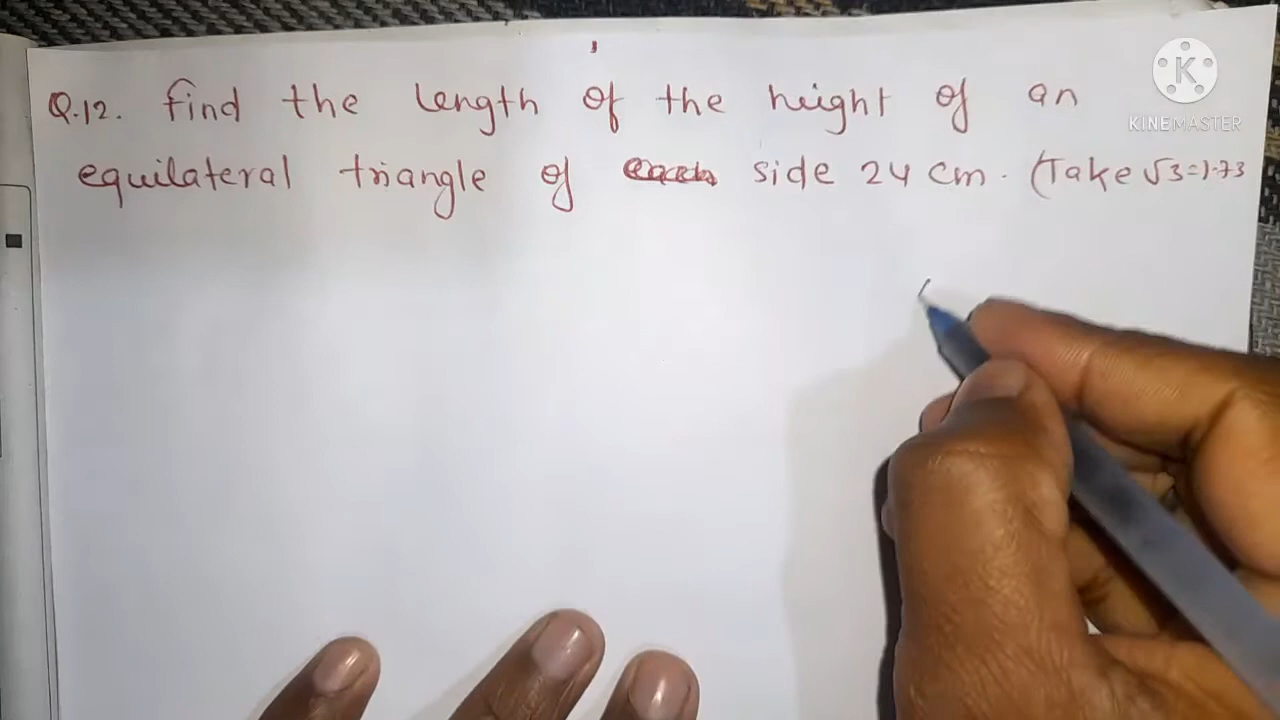 Q.12. find the length of the height of an
equilateral triangle of side 24 cm. (Take √3=1.73
K
KINEMASTER